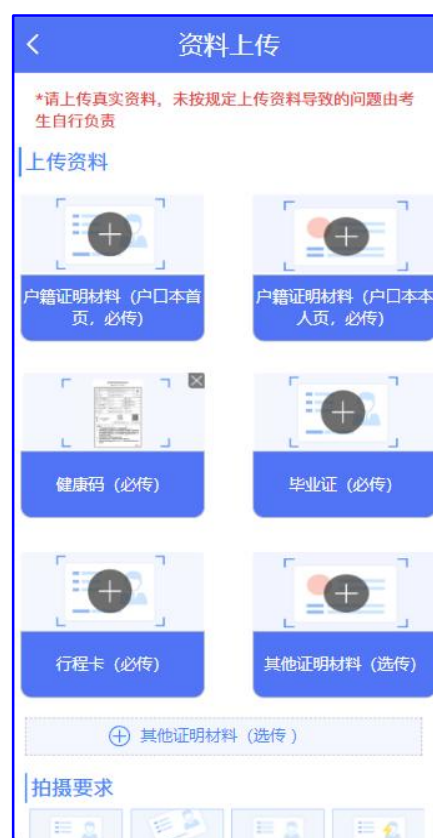 资料上传
*请上传真实资料，未按规定上传资料导致的问题由考
生自行负责
上传资料
户籍证明材料（户口本首
页，必传）
户籍证明材料（户口本本
人页，必传）
健康码（必传）
毕业证（必传）
行程卡（必传）
其他证明材料（选传）
其他证明材料（选传 ）
拍摄要求